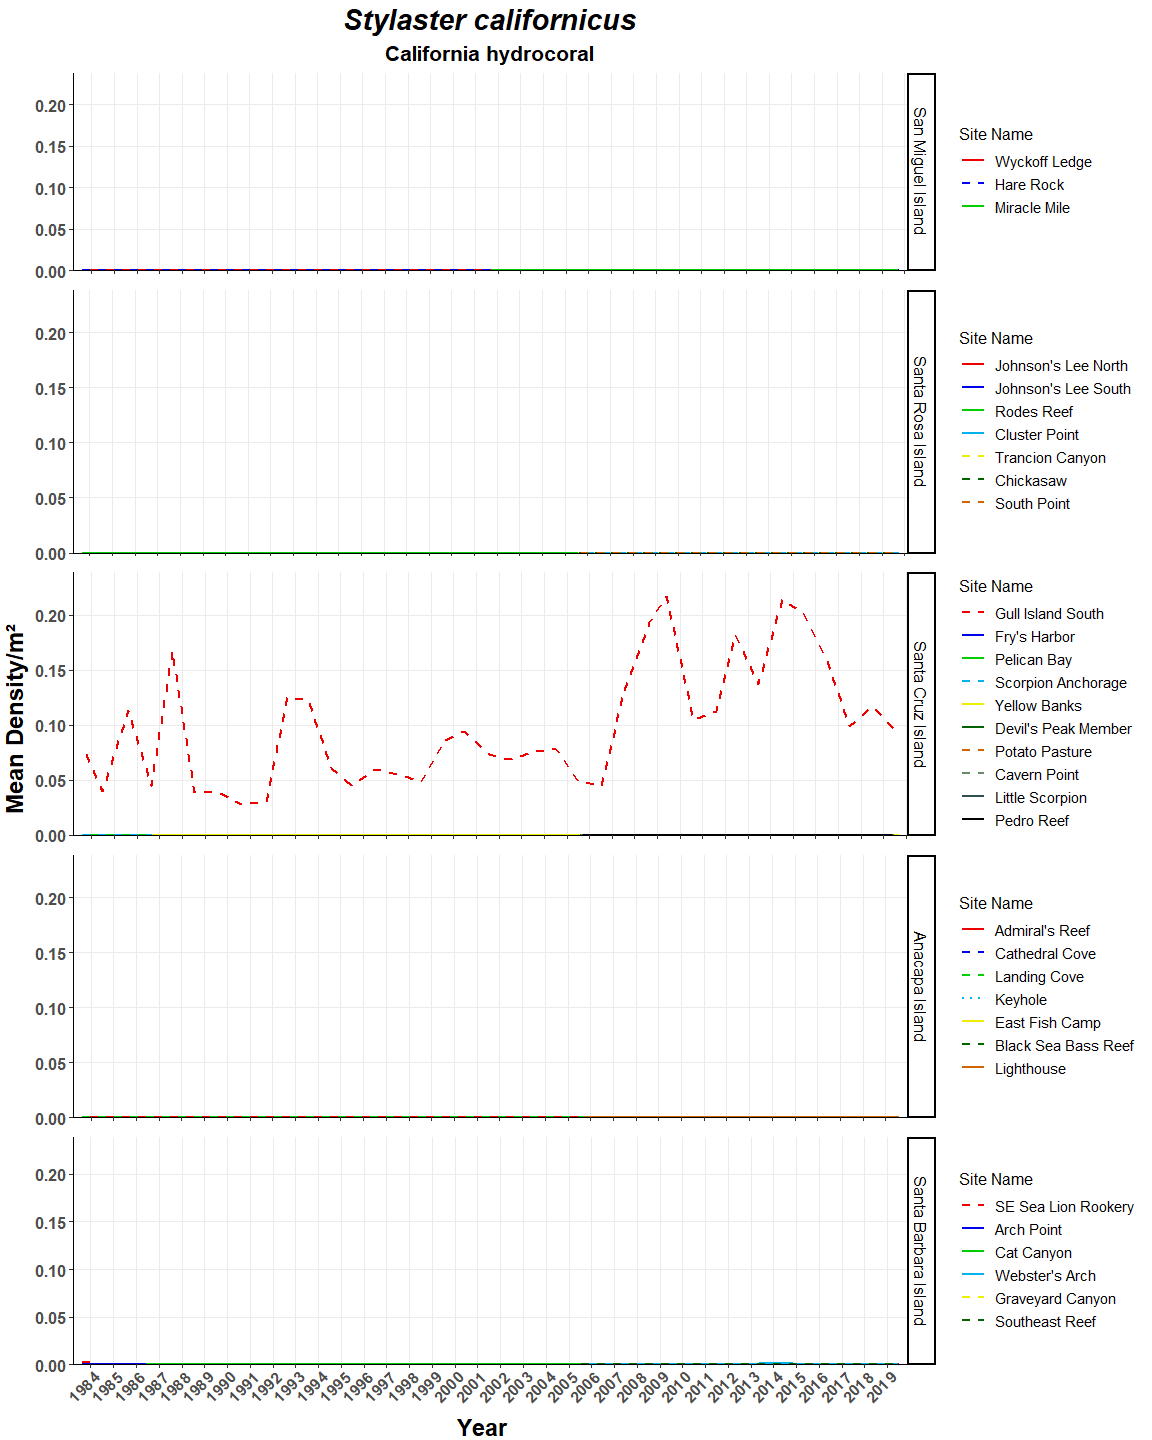 Stylaster californicus
California hydrocoral
Mean Density/m²
0.20
0.15
0.10
0.05
0.00
San Miguel Island
Site Name
Wyckoff Ledge
Hare Rock
Miracle Mile
0.20
0.15
0.10
0.05
0.00
Santa Rosa Island
Site Name
Johnson's Lee North
Johnson's Lee South
Rodes Reef
Cluster Point
Trancion Canyon
Chickasaw
South Point
0.20
0.15
0.10
0.05
0.00
Santa Cruz Island
Site Name
Gull Island South
Fry's Harbor
Pelican Bay
Scorpion Anchorage
Yellow Banks
Devil's Peak Member
Potato Pasture
Cavern Point
Little Scorpion
Pedro Reef
0.20
0.15
0.10
0.05
0.00
Anacapa Island
Site Name
Admiral's Reef
Cathedral Cove
Landing Cove
Keyhole
East Fish Camp
Black Sea Bass Reef
Lighthouse
0.20
0.15
0.10
0.05
0.00
Santa Barbara Island
Site Name
SE Sea Lion Rookery
Arch Point
Cat Canyon
Webster's Arch
Graveyard Canyon
Southeast Reef
1984 1985 1986 1987 1988 1989 1990 1991 1992 1993 1994 1995 1996 1997 1998 1999 2000 2001 2002 2003 2004 2005 2006 2007 2008 2009 2010 2011 2012 2013 2014 2015 2016 2017 2018 2019
Year